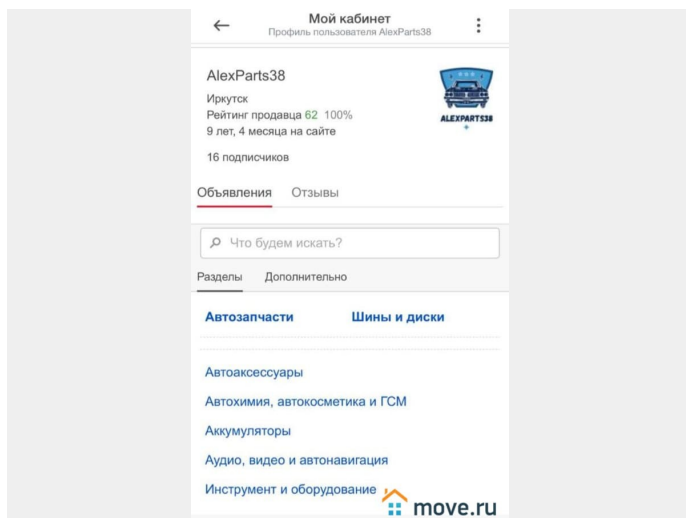 Мой кабинет
Профиль пользователя AlexParts38
AlexParts38
Иркутск
Рейтинг продавца 62 100%
9 лет, 4 месяца на сайте
16 подписчиков
ALEXPARTS38
Объявления Отзывы
Что будем искать?
Разделы Дополнительно
Автозапчасти Шины и диски
Автоаксессуары
Автохимия, автокосметика и ГСМ
Аккумуляторы
Аудио, видео и автонавигация
Инструмент и оборудование
move.ru